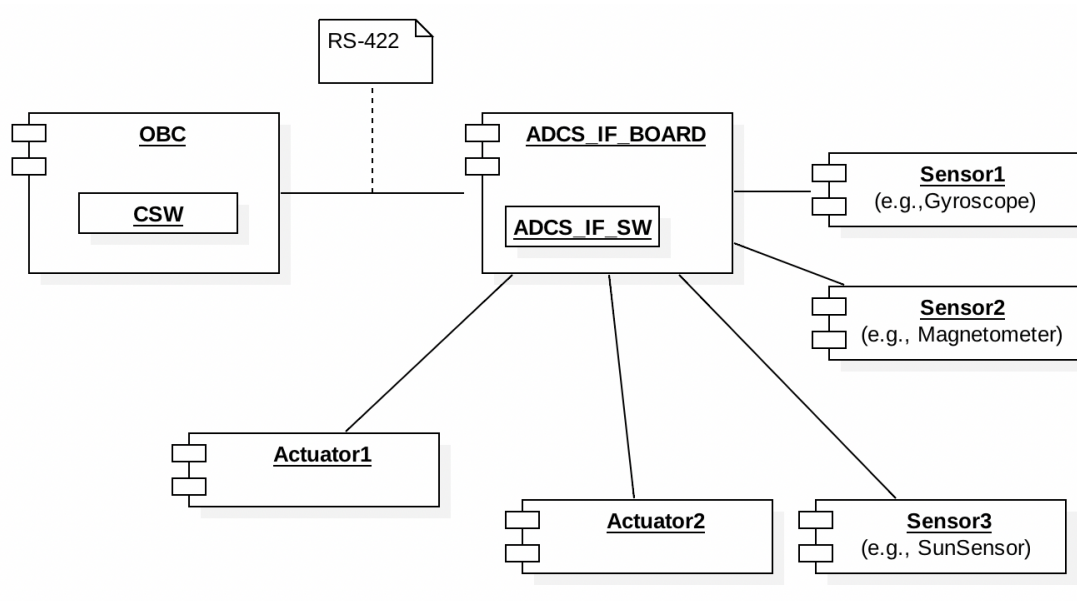 RS-422
OBC
CSW
ADCS_IF_BOARD
ADCS_IF_SW
Sensor1
(e.g.,Gyroscope)
Sensor2
(e.g., Magnetometer)
Actuator1
Actuator2
Sensor3
(e.g., SunSensor)